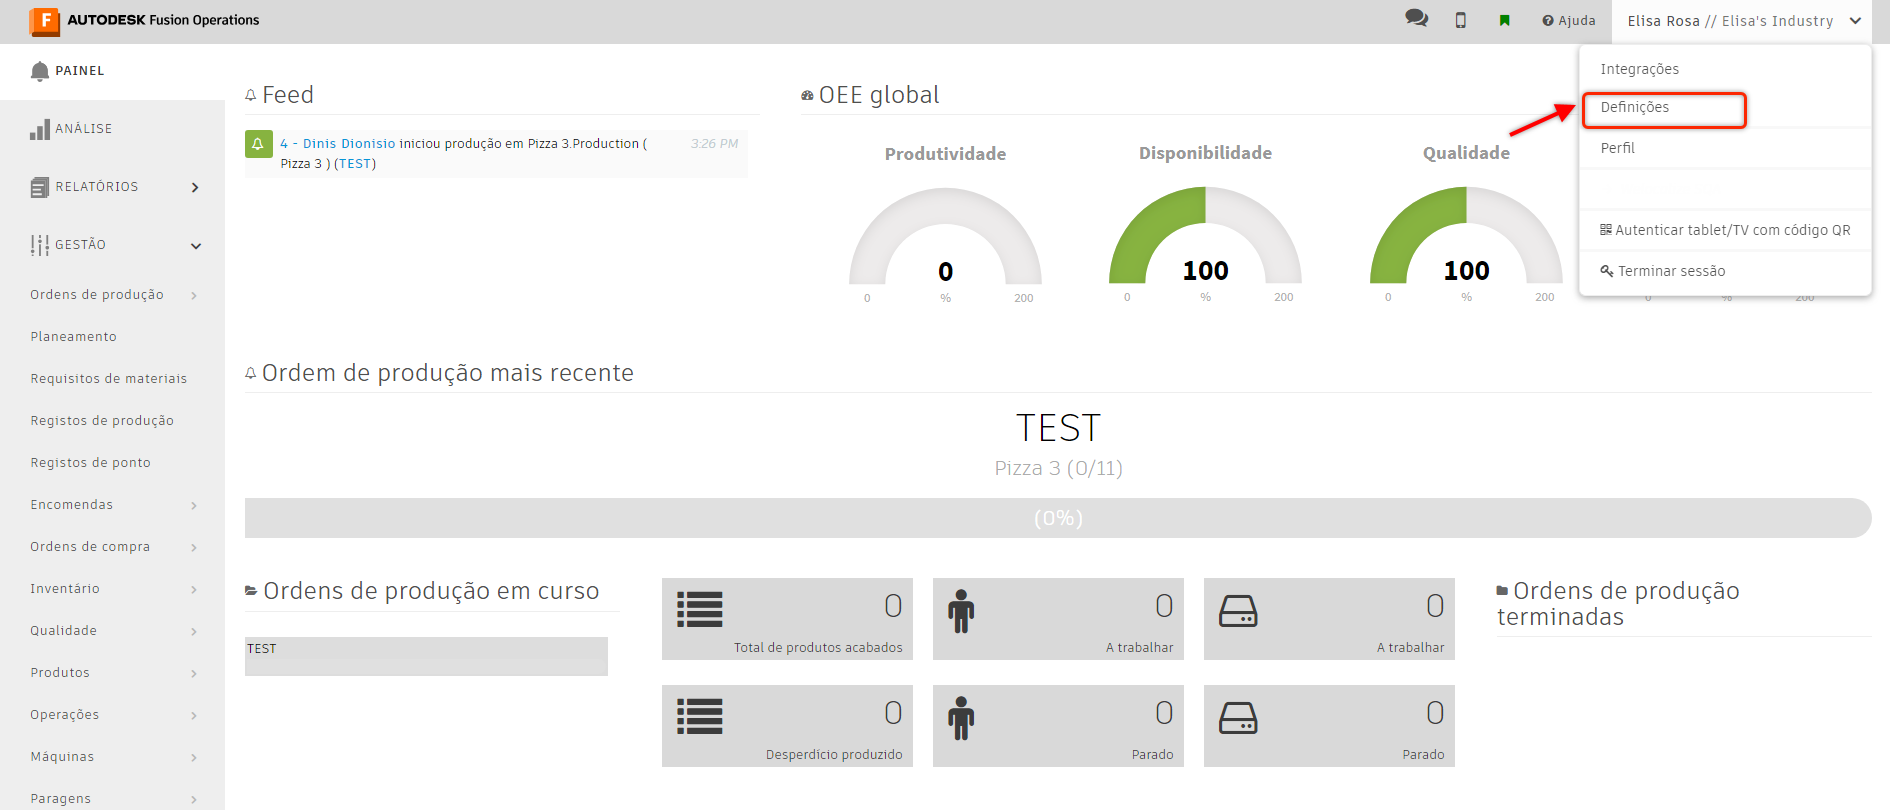 AUTODESK Fusion Operations
Ajuda
Elisa Rosa // Elisa's Industry
Integrações
Definições
Perfil
Autenticar tablet/TV com código QR
Terminar sessão
PAINEL
ANÁLISE
RELATÓRIOS
GESTÃO
Ordens de produção
Planeamento
Requisitos de materiais
Registos de produção
Registos de ponto
Encomendas
Ordens de compra
Inventário
Qualidade
Produtos
Operações
Máquinas
Paragens
Feed
4 - Dinis Dionisio iniciou produção em Pizza 3.Production ( 3:26 PM
Pizza 3 ) (TEST)
OEE global
Produtividade
0
0 % 200
Disponibilidade
100
0 % 200
Qualidade
100
0 % 200
0 % 200
Ordem de produção mais recente
TEST
Pizza 3 (0/11)
(0%)
Ordens de produção em curso
TEST
0
Total de produtos acabados
0
A trabalhar
0
A trabalhar
0
Desperdício produzido
0
Parado
0
Parado
Ordens de produção
terminadas